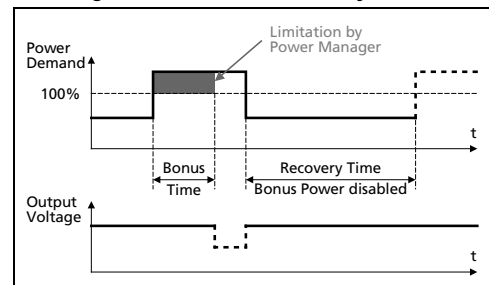 Limitation by
Power Manager
Power
Demand
100%
t
Bonus
Time
Recovery Time
Bonus Power disabled
Output
Voltage
t